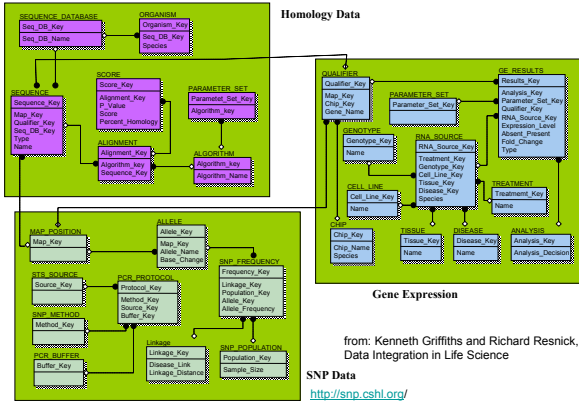 Homology Data
SEQUENCE_DATABASE
Seq_DB_Key
Seq_DB_Name
ORGANISM
Organism_Key
Seq_DB_Key
Species
SCORE
Score_Key
Alignment_Key
P_Value
Score
Percent_Homology
PARAMETER_SET
Parametet_Set_Key
Algorithm_key
SEQUENCE
Sequence_Key
Map_Key
Qualifier_Key
Seq_DB_Key
Type
Name
ALIGNMENT
Alignment_Key
Algorithm_key
Sequence_Key
ALGORITHM
Algorithm_key
Algorithm_Name
QUALIFIER
Qualifier_Key
Map_Key
Chip_Key
Gene_Name
PARAMETER_SET
Parameter_Set_Key
GE_RESULTS
Results_Key
Analysis_Key
Parameter_Set_Key
Qualifier_Key
RNA_Source_Key
Expression_Level
Absent_Present
Fold_Change
Type
GENOTYPE
Genotype_Key
Name
RNA_SOURCE
RNA_Source_Key
Treatment_Key
Genotype_Key
Cell_Line_Key
Tissue_Key
Disease_Key
Species
CELL_LINE
Cell_Line_Key
Name
TREATMENT
Treatemt_Key
Name
CHIP
Chip_Key
Chip_Name
Species
TISSUE
Tissue_Key
Name
DISEASE
Disease_Key
Name
ANALYSIS
Analysis_Key
Analysis_Decision
Gene Expression
MAP_POSITION
Map_Key
ALLELE
Allele_Key
Map_Key
Allele_Name
Base_Change
STS_SOURCE
Source_Key
PCR_PROTOCOL
Protocol_Key
Method_Key
Source_Key
Buffer_Key
SNP_FREQUENCY
Frequency_Key
Linkage_Key
Population_Key
Allele_Key
Allele_Frequency
SNP_METHOD
Method_Key
PCR_BUFFER
Buffer_Key
Linkage
Linkage_Key
Disease_Link
Linkage_Distance
SNP_POPULATION
Population_Key
Sample_Size
SNP Data
from: Kenneth Griffiths and Richard Resnick,
Data Integration in Life Science
http://snp.cshl.org/